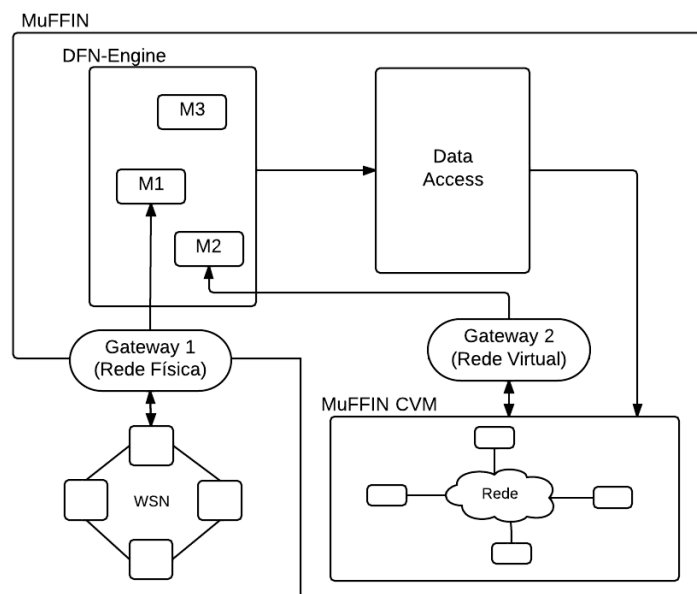 MuFFIN
DFN-Engine
M3
M1
M2
Data
Access
Gateway 1
(Rede Física)
Gateway 2
(Rede Virtual)
MuFFIN CVM
WSN
Rede